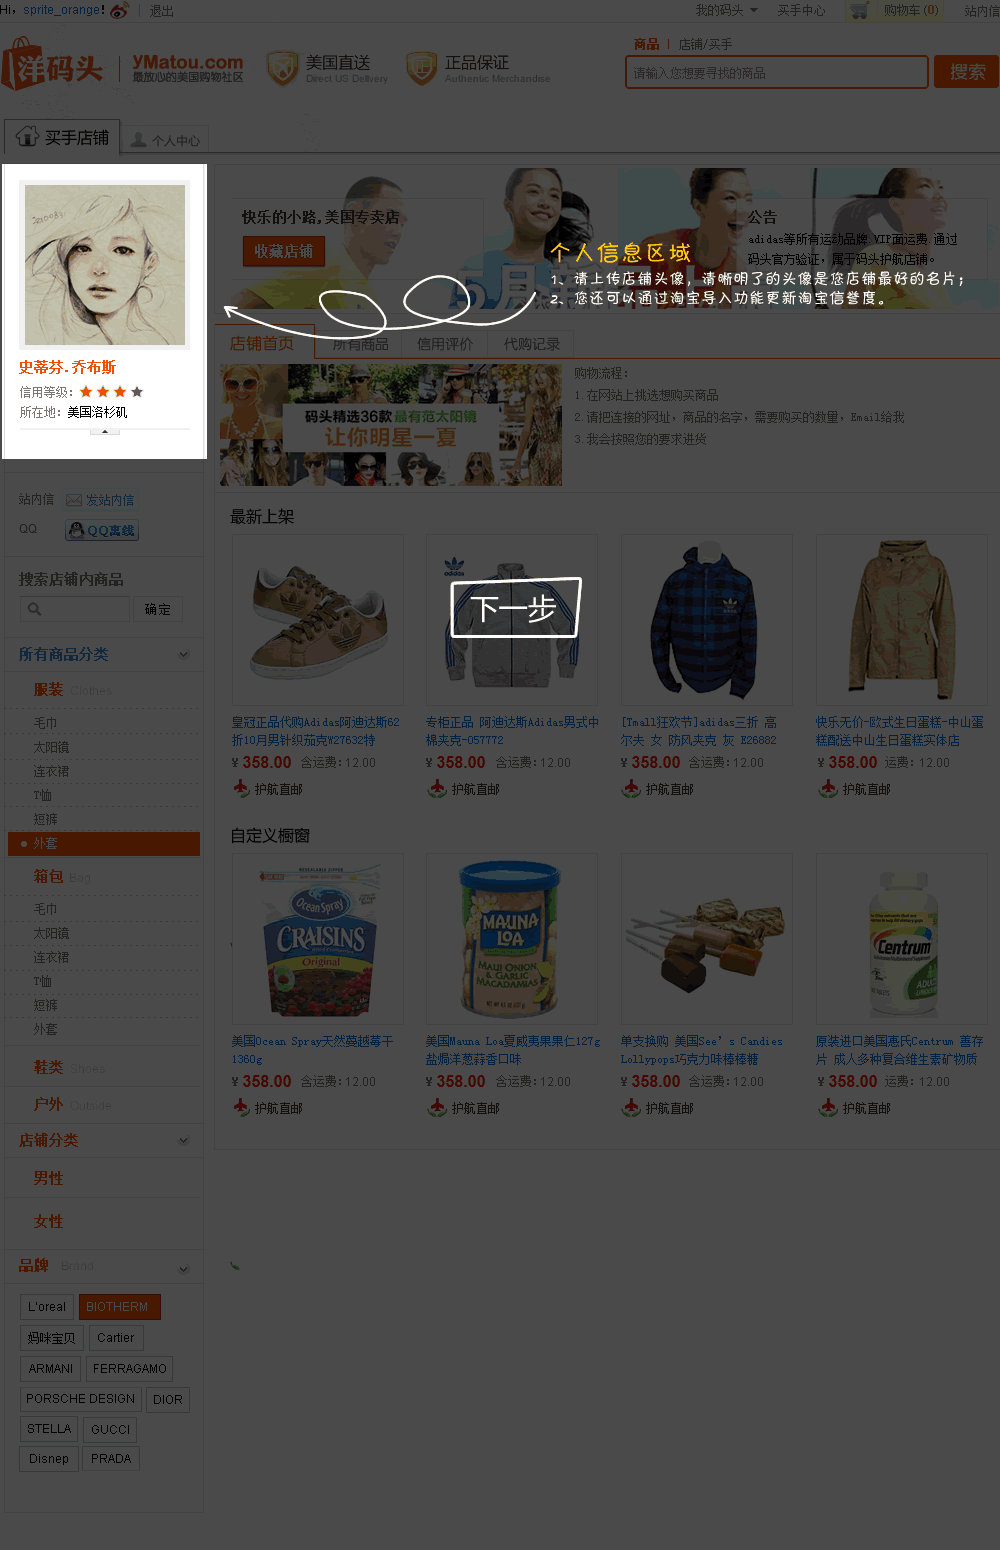 Hi，sprite_orange！ 退出 我的码头 买手中心 购物车(0) 站内信
洋码头 YMatou.com 最放心的美国购物社区
美国直送 Direct US Delivery
正品保证 Authentic Merchandise
商品 | 店铺/买手
请输入您想要寻找的商品 搜索
买手店铺 个人中心
快乐的小路,美国专卖店
收藏店铺
公告
adidas等所有运动品牌.VIP面运费.通过
码头官方验证，属于码头护航店铺。
个人信息区域
1、请上传店铺头像，清晰明了的头像是您店铺最好的名片；
2、您还可以通过淘宝导入功能更新淘宝信誉度。
史蒂芬.乔布斯
信用等级：
所在地：美国洛杉矶
店铺首页 所有商品 信用评价 代购记录
码头精选36款 最有范太阳镜
让你明星一夏
购物流程：
1.在网站上挑选想购买商品
2.请把连接的网址，商品的名字，需要购买的数量，Email给我
3.我会按照您的要求进货
站内信 发站内信
QQ QQ离线
搜索店铺内商品
确定
所有商品分类
服装 Clothes
毛巾
太阳镜
连衣裙
T恤
短裤
外套
箱包 Bag
毛巾
太阳镜
连衣裙
T恤
短裤
外套
鞋类 Shoes
户外 Outside
店铺分类
男性
女性
品牌 Brand
L'oreal BIOTHERM
妈咪宝贝 Cartier
ARMANI FERRAGAMO
PORSCHE DESIGN DIOR
STELLA GUCCI
Disnep PRADA
最新上架
下一步
adidas
皇冠正品代购Adidas阿迪达斯62
折10月男针织茄克W27632特
¥ 358.00 含运费：12.00
护航直邮
专柜正品 阿迪达斯Adidas男式中
棉夹克-057772
¥ 358.00 含运费：12.00
护航直邮
[Tmall狂欢节]adidas三折 高
尔夫 女 防风夹克 灰 E26882
¥ 358.00 含运费：12.00
护航直邮
快乐无价-欧式生日蛋糕-中山蛋
糕配送中山生日蛋糕实体店
¥ 358.00 运费：12.00
护航直邮
自定义橱窗
Ocean Spray
CRAISINS
Original
MAUNA
LOA
MAUI ONION
& GARLIC
MACADAMIAS
Centrum
美国Ocean Spray天然蔓越莓干
1360g
¥ 358.00 含运费：12.00
护航直邮
美国Mauna Loa夏威夷果果仁127g
盐焗洋葱蒜香口味
¥ 358.00 含运费：12.00
护航直邮
单支换购 美国See’s Candies
Lollypops巧克力味棒棒糖
¥ 358.00 含运费：12.00
护航直邮
原装进口美国惠氏Centrum 善存
片 成人多种复合维生素矿物质
¥ 358.00 运费：12.00
护航直邮